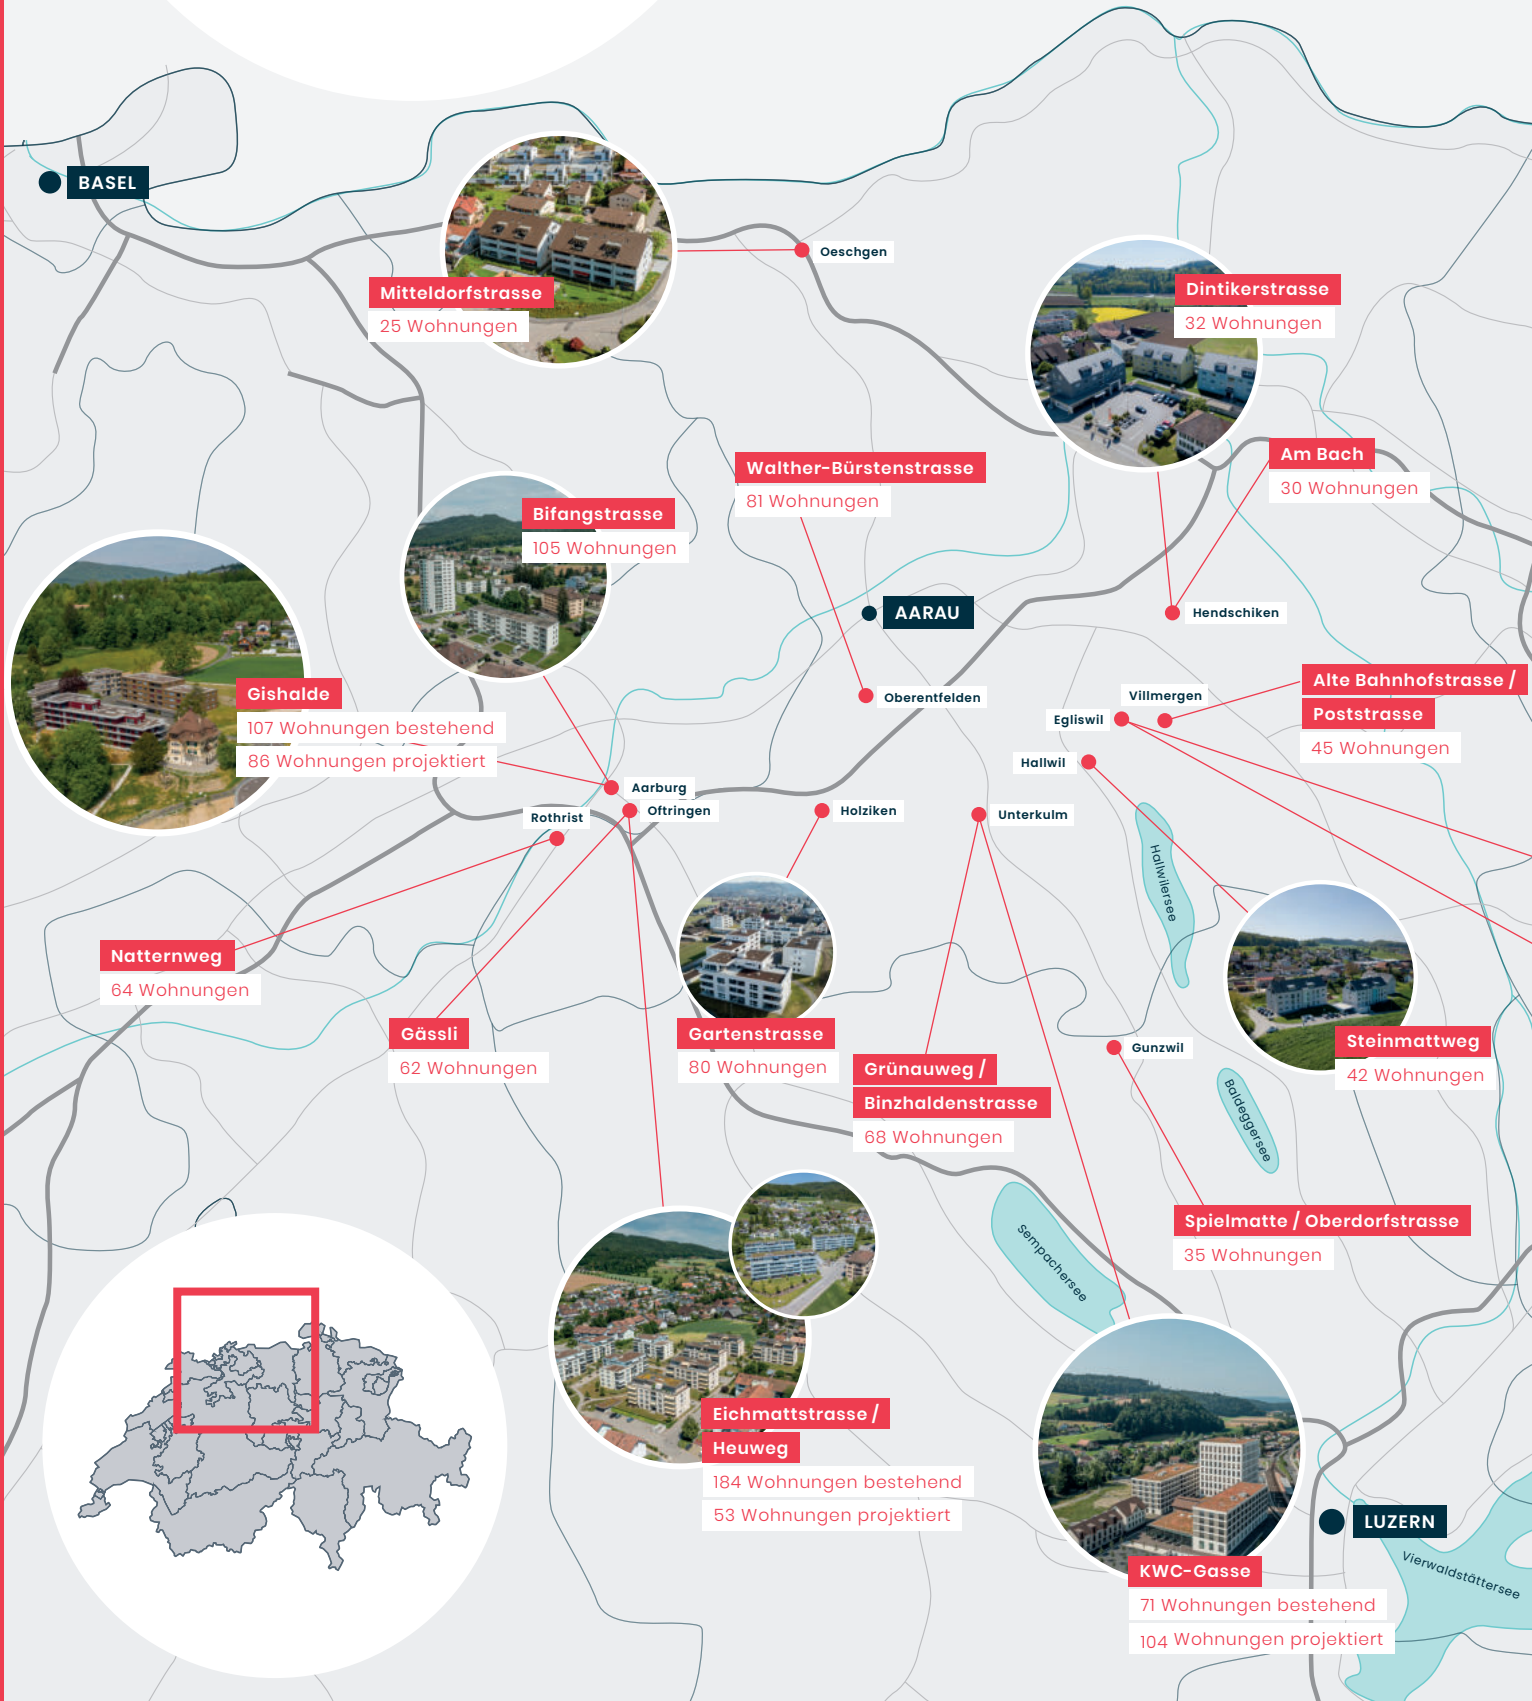 BASEL
Oeschgen
Mitteldorfstrasse
25 Wohnungen
Dintikerstrasse
32 Wohnungen
Walther-Bürstenstrasse
81 Wohnungen
Am Bach
30 Wohnungen
Bifangstrasse
105 Wohnungen
AARAU
Hendschiken
Gishalde
107 Wohnungen bestehend
86 Wohnungen projektiert
Oberentfelden
Villmergen
Egliswil
Alte Bahnhofstrasse /
Poststrasse
45 Wohnungen
Hallwil
Aarburg
Oftringen
Rothrist
Holziken
Unterkulm
Hallwilersee
Natternweg
64 Wohnungen
Gässli
62 Wohnungen
Gartenstrasse
80 Wohnungen
Grünauweg /
Binzhaldenstrasse
68 Wohnungen
Gunzwil
Steinmattweg
42 Wohnungen
Baldeggersee
Spielmatte / Oberdorfstrasse
35 Wohnungen
Sempachersee
Eichmattstrasse /
Heuweg
184 Wohnungen bestehend
53 Wohnungen projektiert
LUZERN
Vierwaldstättersee
KWC-Gasse
71 Wohnungen bestehend
104 Wohnungen projektiert